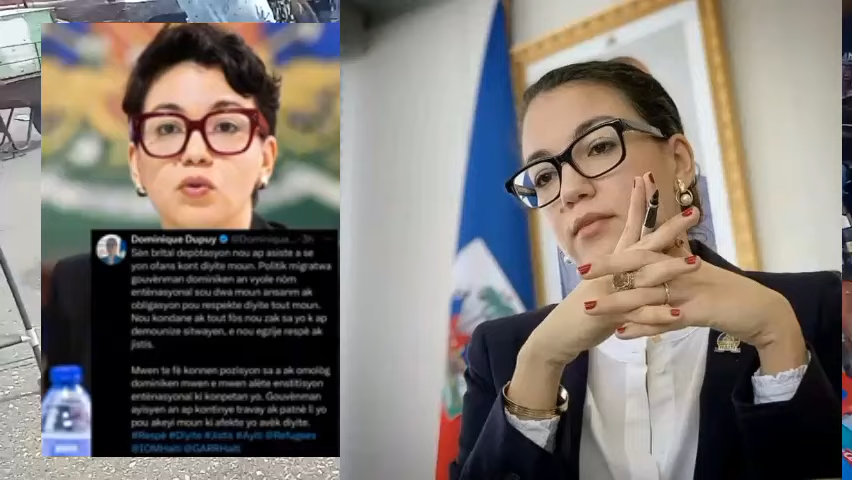 Dominique Dupuy @Dominique... · 3h
Sèn brital depòtasyon nou ap asiste a se
yon ofans kont diyite moun. Politik migratwa
gouvènman dominiken an vyole nòm
entènasyonal sou dwa moun ansanm ak
obligasyon pou respekte diyite tout moun.
Nou kondane ak tout fòs nou zak sa yo k ap
demounize sitwayen, e nou egzije respè ak
jistis.
Mwen te fè konnen pozisyon sa a ak omològ
dominiken mwen e mwen alète enstitisyon
entènasyonal ki konpetan yo. Gouvènman
ayisyen an ap kontinye travay ak patnè li yo
pou akeyi moun ki afekte yo avèk diyite.
#Respè #Diyite #Jistis #Ayiti @Refugees
@IOMHaiti @GARRHaiti